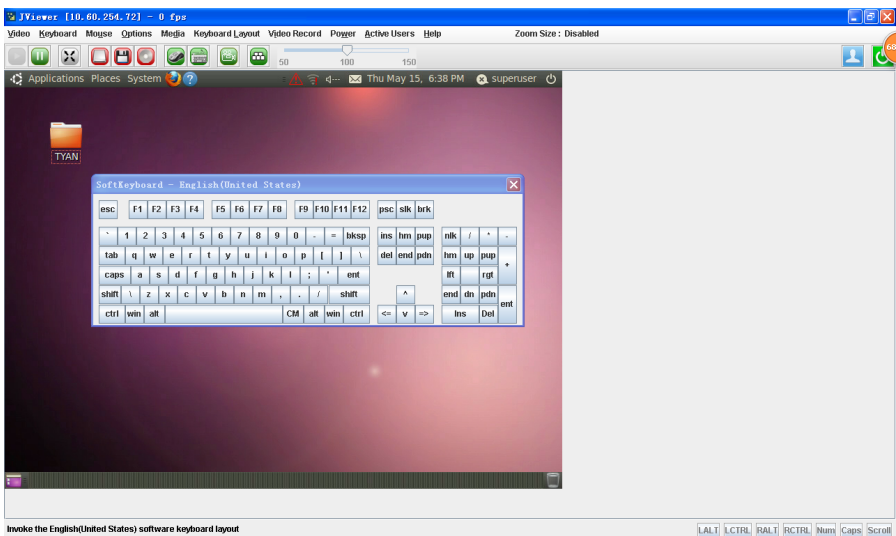 JViewer [10.60.254.72] - 0 fps
Video Keyboard Mouse Options Media Keyboard Layout Video Record Power Active Users Help Zoom Size : Disabled
50 100 150
68
Applications Places System Thu May 15, 6:38 PM superuser
TYAN
SoftKeyboard - English(United States)
esc F1 F2 F3 F4 F5 F6 F7 F8 F9 F10 F11 F12 psc slk brk
` 1 2 3 4 5 6 7 8 9 0 - = bksp ins hm pup nlk / * -
tab q w e r t y u i o p [ ] \ del end pdn hm up pup +
caps a s d f g h j k l ; ' ent lft rgt
shift \ z x c v b n m , . / shift ^ end dn pdn ent
ctrl win alt CM alt win ctrl <= v => Ins Del
Invoke the English(United States) software keyboard layout
LALT LCTRL RALT RCTRL Num Caps Scroll